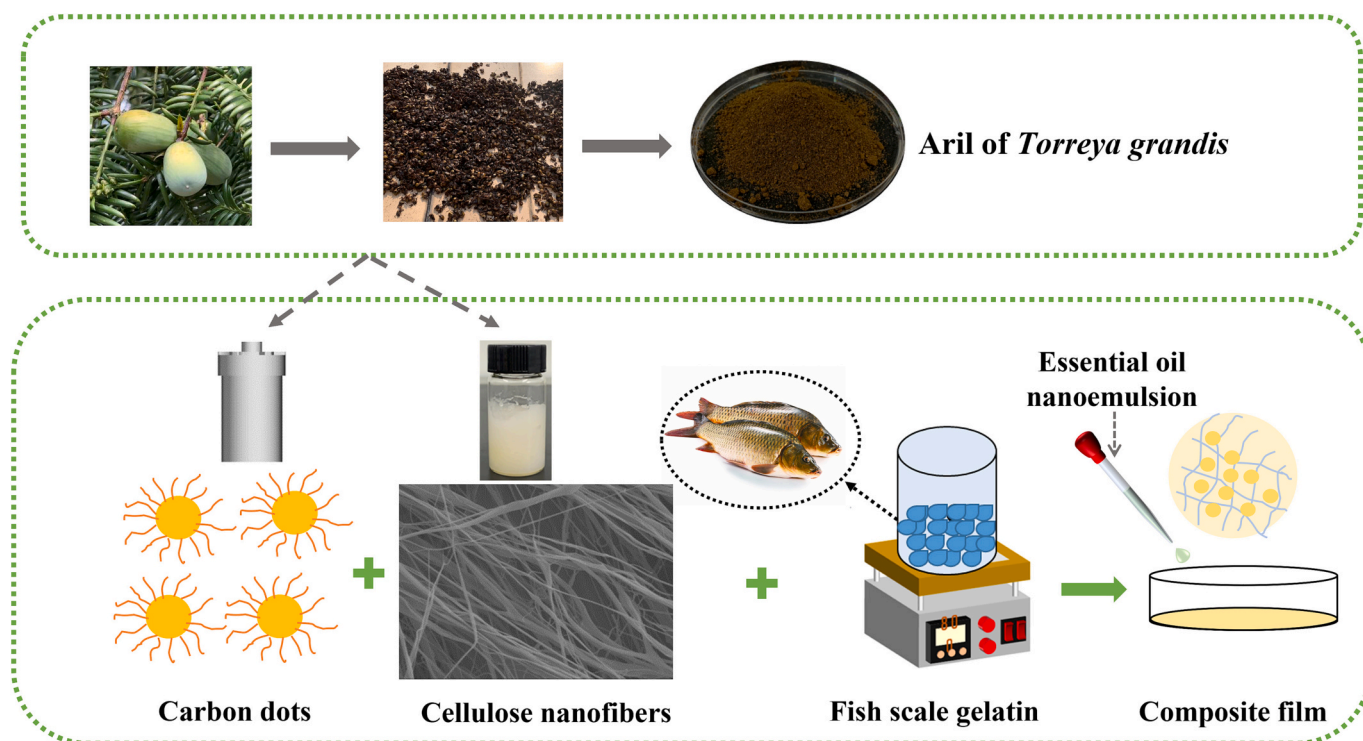 Aril of Torreya grandis
Essential oil
nanoemulsion
Carbon dots
Cellulose nanofibers
Fish scale gelatin
Composite film